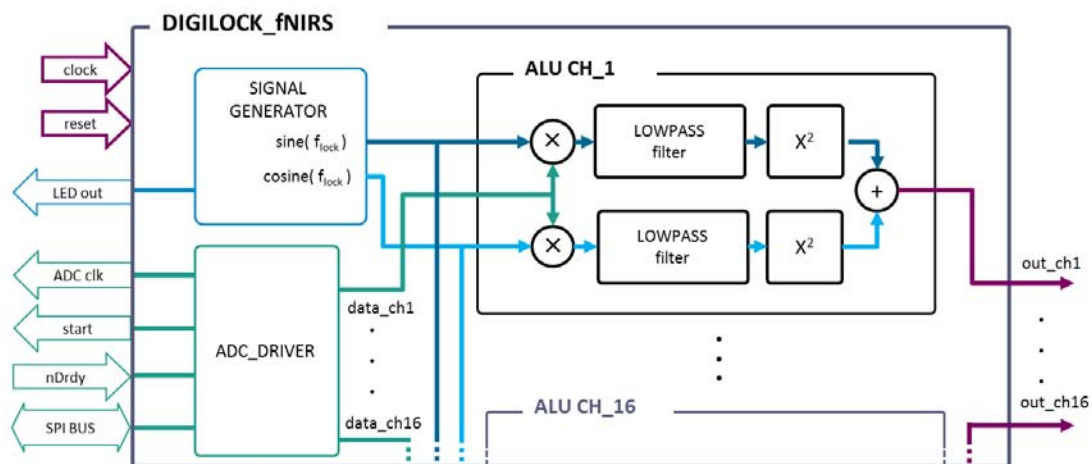 DIGILOCK_fNIRS
clock
reset
LED out
ADC clk
start
nDrdy
SPI BUS
SIGNAL
GENERATOR
sine( flock )
cosine( flock )
ADC_DRIVER
data_ch1
data_ch16
ALU CH_1
×
LOWPASS
filter
X²
+
×
LOWPASS
filter
X²
out_ch1
ALU CH_16
out_ch16